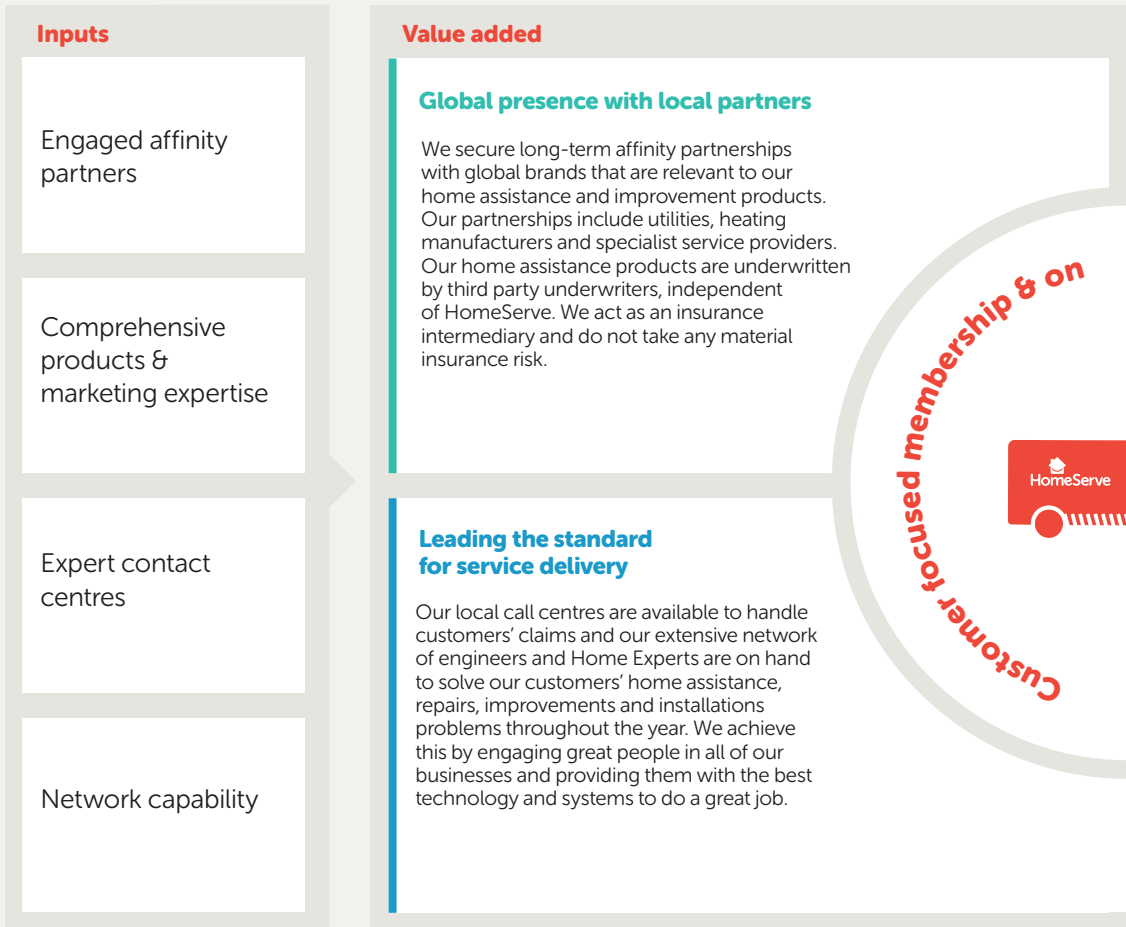 Inputs
Engaged affinity
partners
Comprehensive
products &
marketing expertise
Expert contact
centres
Network capability
Value added
Global presence with local partners
We secure long-term affinity partnerships
with global brands that are relevant to our
home assistance and improvement products.
Our partnerships include utilities, heating
manufacturers and specialist service providers.
Our home assistance products are underwritten
by third party underwriters, independent
of HomeServe. We act as an insurance
intermediary and do not take any material
insurance risk.
Leading the standard
for service delivery
Our local call centres are available to handle
customers’ claims and our extensive network
of engineers and Home Experts are on hand
to solve our customers’ home assistance,
repairs, improvements and installations
problems throughout the year. We achieve
this by engaging great people in all of our
businesses and providing them with the best
technology and systems to do a great job.
Customer focused membership & on
HomeServe